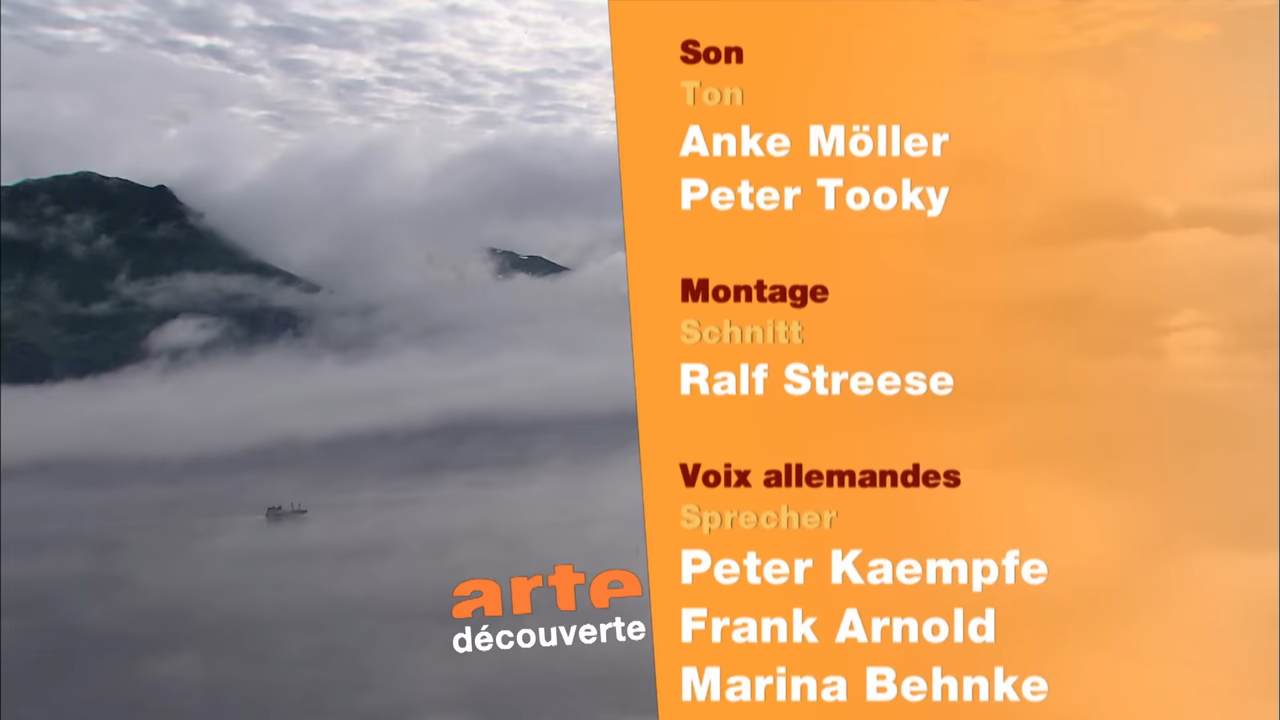 Son
Ton
Anke Möller
Peter Tooky
Montage
Schnitt
Ralf Streese
Voix allemandes
Sprecher
Peter Kaempfe
Frank Arnold
Marina Behnke
arte
découverte